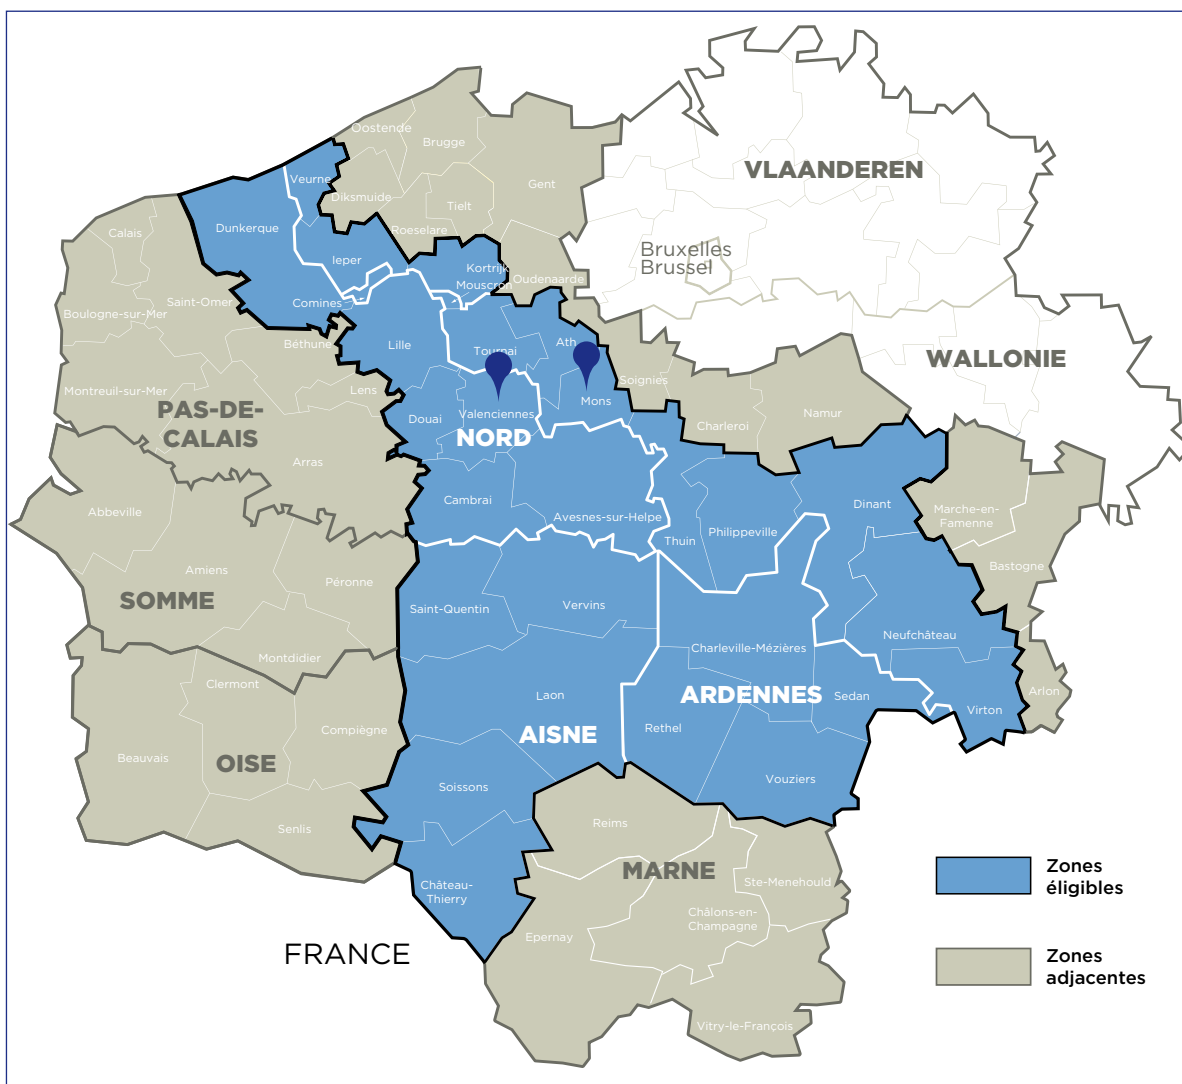 Oostende
Brugge
VLAANDEREN
Veurne
Gent
Diksmuide
Tielt
Dunkerque
Calais
Roeselare
Bruxelles
Brussel
Ieper
Kortrijk
Oudenaarde
Mouscron
Saint-Omer
Comines
Boulogne-sur-Mer
Béthune
Lille
Ath
Tournai
WALLONIE
Soignies
Montreuil-sur-Mer
Lens
Mons
PAS-DE-
CALAIS
Douai
Valenciennes
Namur
Charleroi
NORD
Arras
Cambrai
Dinant
Abbeville
Avesnes-sur-Helpe
Marche-en-
Famenne
Thuin
Philippeville
Amiens
Péronne
Bastogne
SOMME
Saint-Quentin
Vervins
Neufchâteau
Montdidier
Charleville-Mézières
Clermont
Laon
ARDENNES
Sedan
Arlon
Virton
Compiègne
Rethel
AISNE
Beauvais
OISE
Soissons
Vouziers
Senlis
Reims
MARNE
Ste-Menehould
Château-
Thierry
Châlons-en-
Champagne
Epernay
FRANCE
Vitry-le-François
Zones
éligibles
Zones
adjacentes